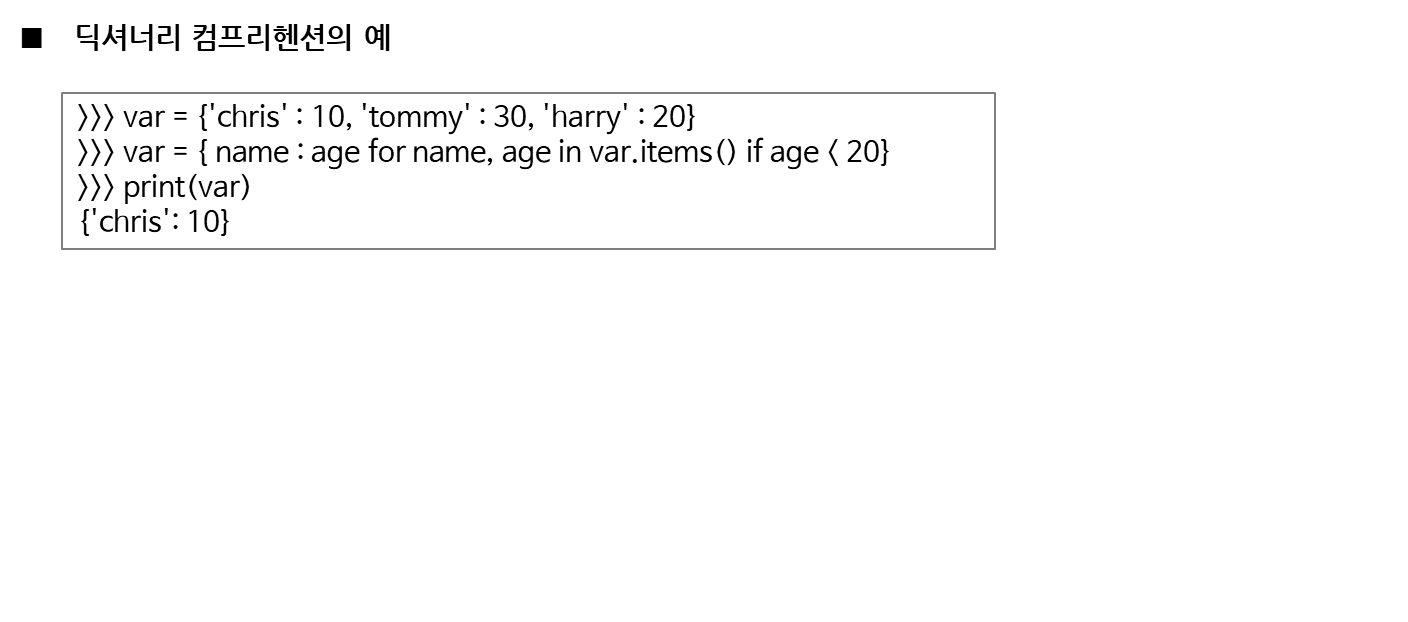 ■ 딕셔너리 컴프리헨션의 예
>>> var = {'chris' : 10, 'tommy' : 30, 'harry' : 20}
>>> var = { name : age for name, age in var.items() if age < 20}
>>> print(var)
{'chris': 10}